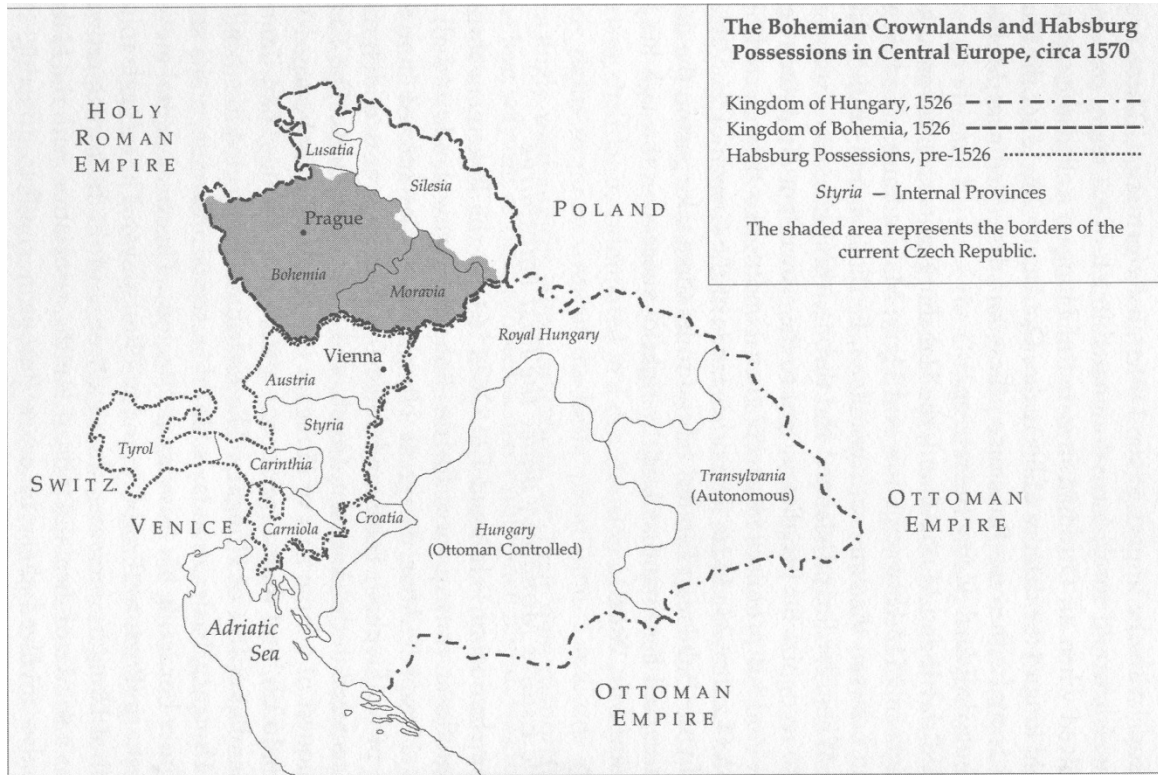 The Bohemian Crownlands and Habsburg
Possessions in Central Europe, circa 1570
Kingdom of Hungary, 1526
Kingdom of Bohemia, 1526
Habsburg Possessions, pre-1526
Styria – Internal Provinces
The shaded area represents the borders of the
current Czech Republic.
HOLY
ROMAN
EMPIRE
Lusatia
Silesia
POLAND
Prague
Bohemia
Moravia
Royal Hungary
Vienna
Austria
Styria
Tyrol
Carinthia
SWITZ.
VENICE
Carniola
Croatia
Hungary
(Ottoman Controlled)
Transylvania
(Autonomous)
OTTOMAN
EMPIRE
Adriatic
Sea
OTTOMAN
EMPIRE